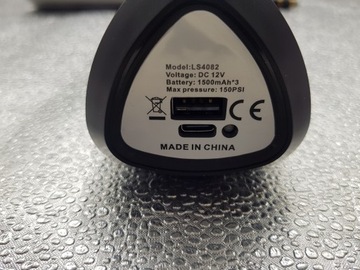 Model:LS4082
Voltage: DC 12V
Battery: 1500mAh*3
Max pressure: 150PSI
CE
MADE IN CHINA